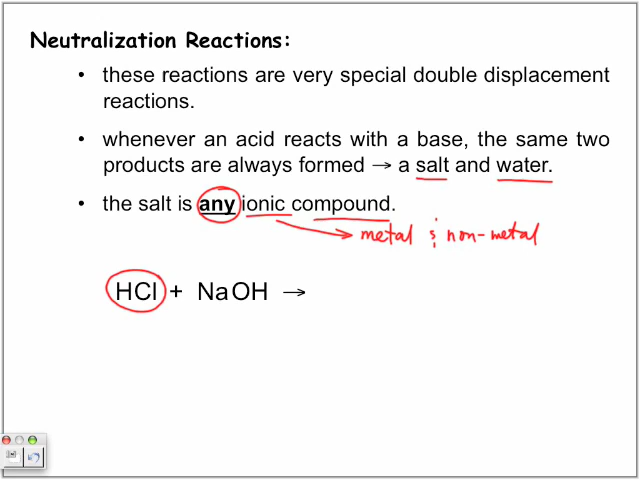 Neutralization Reactions:
• these reactions are very special double displacement
reactions.
• whenever an acid reacts with a base, the same two
products are always formed → a salt and water.
• the salt is any ionic compound.
metal & non-metal
HCl + NaOH →